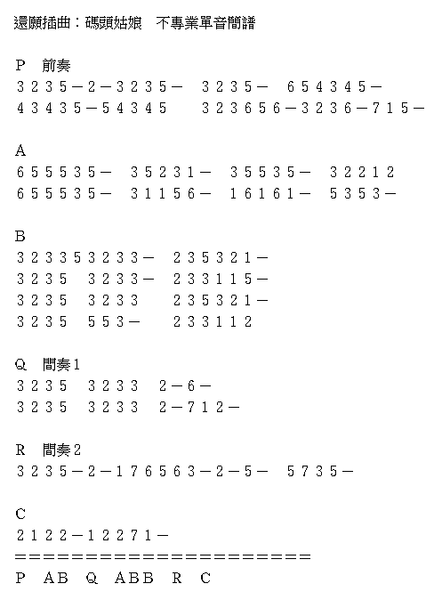 還願插曲：碼頭姑娘　不專業單音簡譜
P　前奏
3 2 3 5 － 2 － 3 2 3 5 －　3 2 3 5 －　6 5 4 3 4 5 －
4 3 4 3 5 － 5 4 3 4 5　　3 2 3 6 5 6 － 3 2 3 6 － 7 1 5 －
A
6 5 5 5 3 5 －　3 5 2 3 1 －　3 5 5 3 5 －　3 2 2 1 2
6 5 5 5 3 5 －　3 1 1 5 6 －　1 6 1 6 1 －　5 3 5 3 －
B
3 2 3 3 5 3 2 3 3 －　2 3 5 3 2 1 －
3 2 3 5　3 2 3 3 －　2 3 3 1 1 5 －
3 2 3 5　3 2 3 3　　2 3 5 3 2 1 －
3 2 3 5　5 5 3 －　　2 3 3 1 1 2
Q　間奏1
3 2 3 5　3 2 3 3　2 － 6 －
3 2 3 5　3 2 3 3　2 － 7 1 2 －
R　間奏2
3 2 3 5 － 2 － 1 7 6 5 6 3 － 2 － 5 －　5 7 3 5 －
C
2 1 2 2 － 1 2 2 7 1 －
＝＝＝＝＝＝＝＝＝＝＝＝＝＝＝＝＝＝＝＝＝
P　A B　Q　A B B　R　C